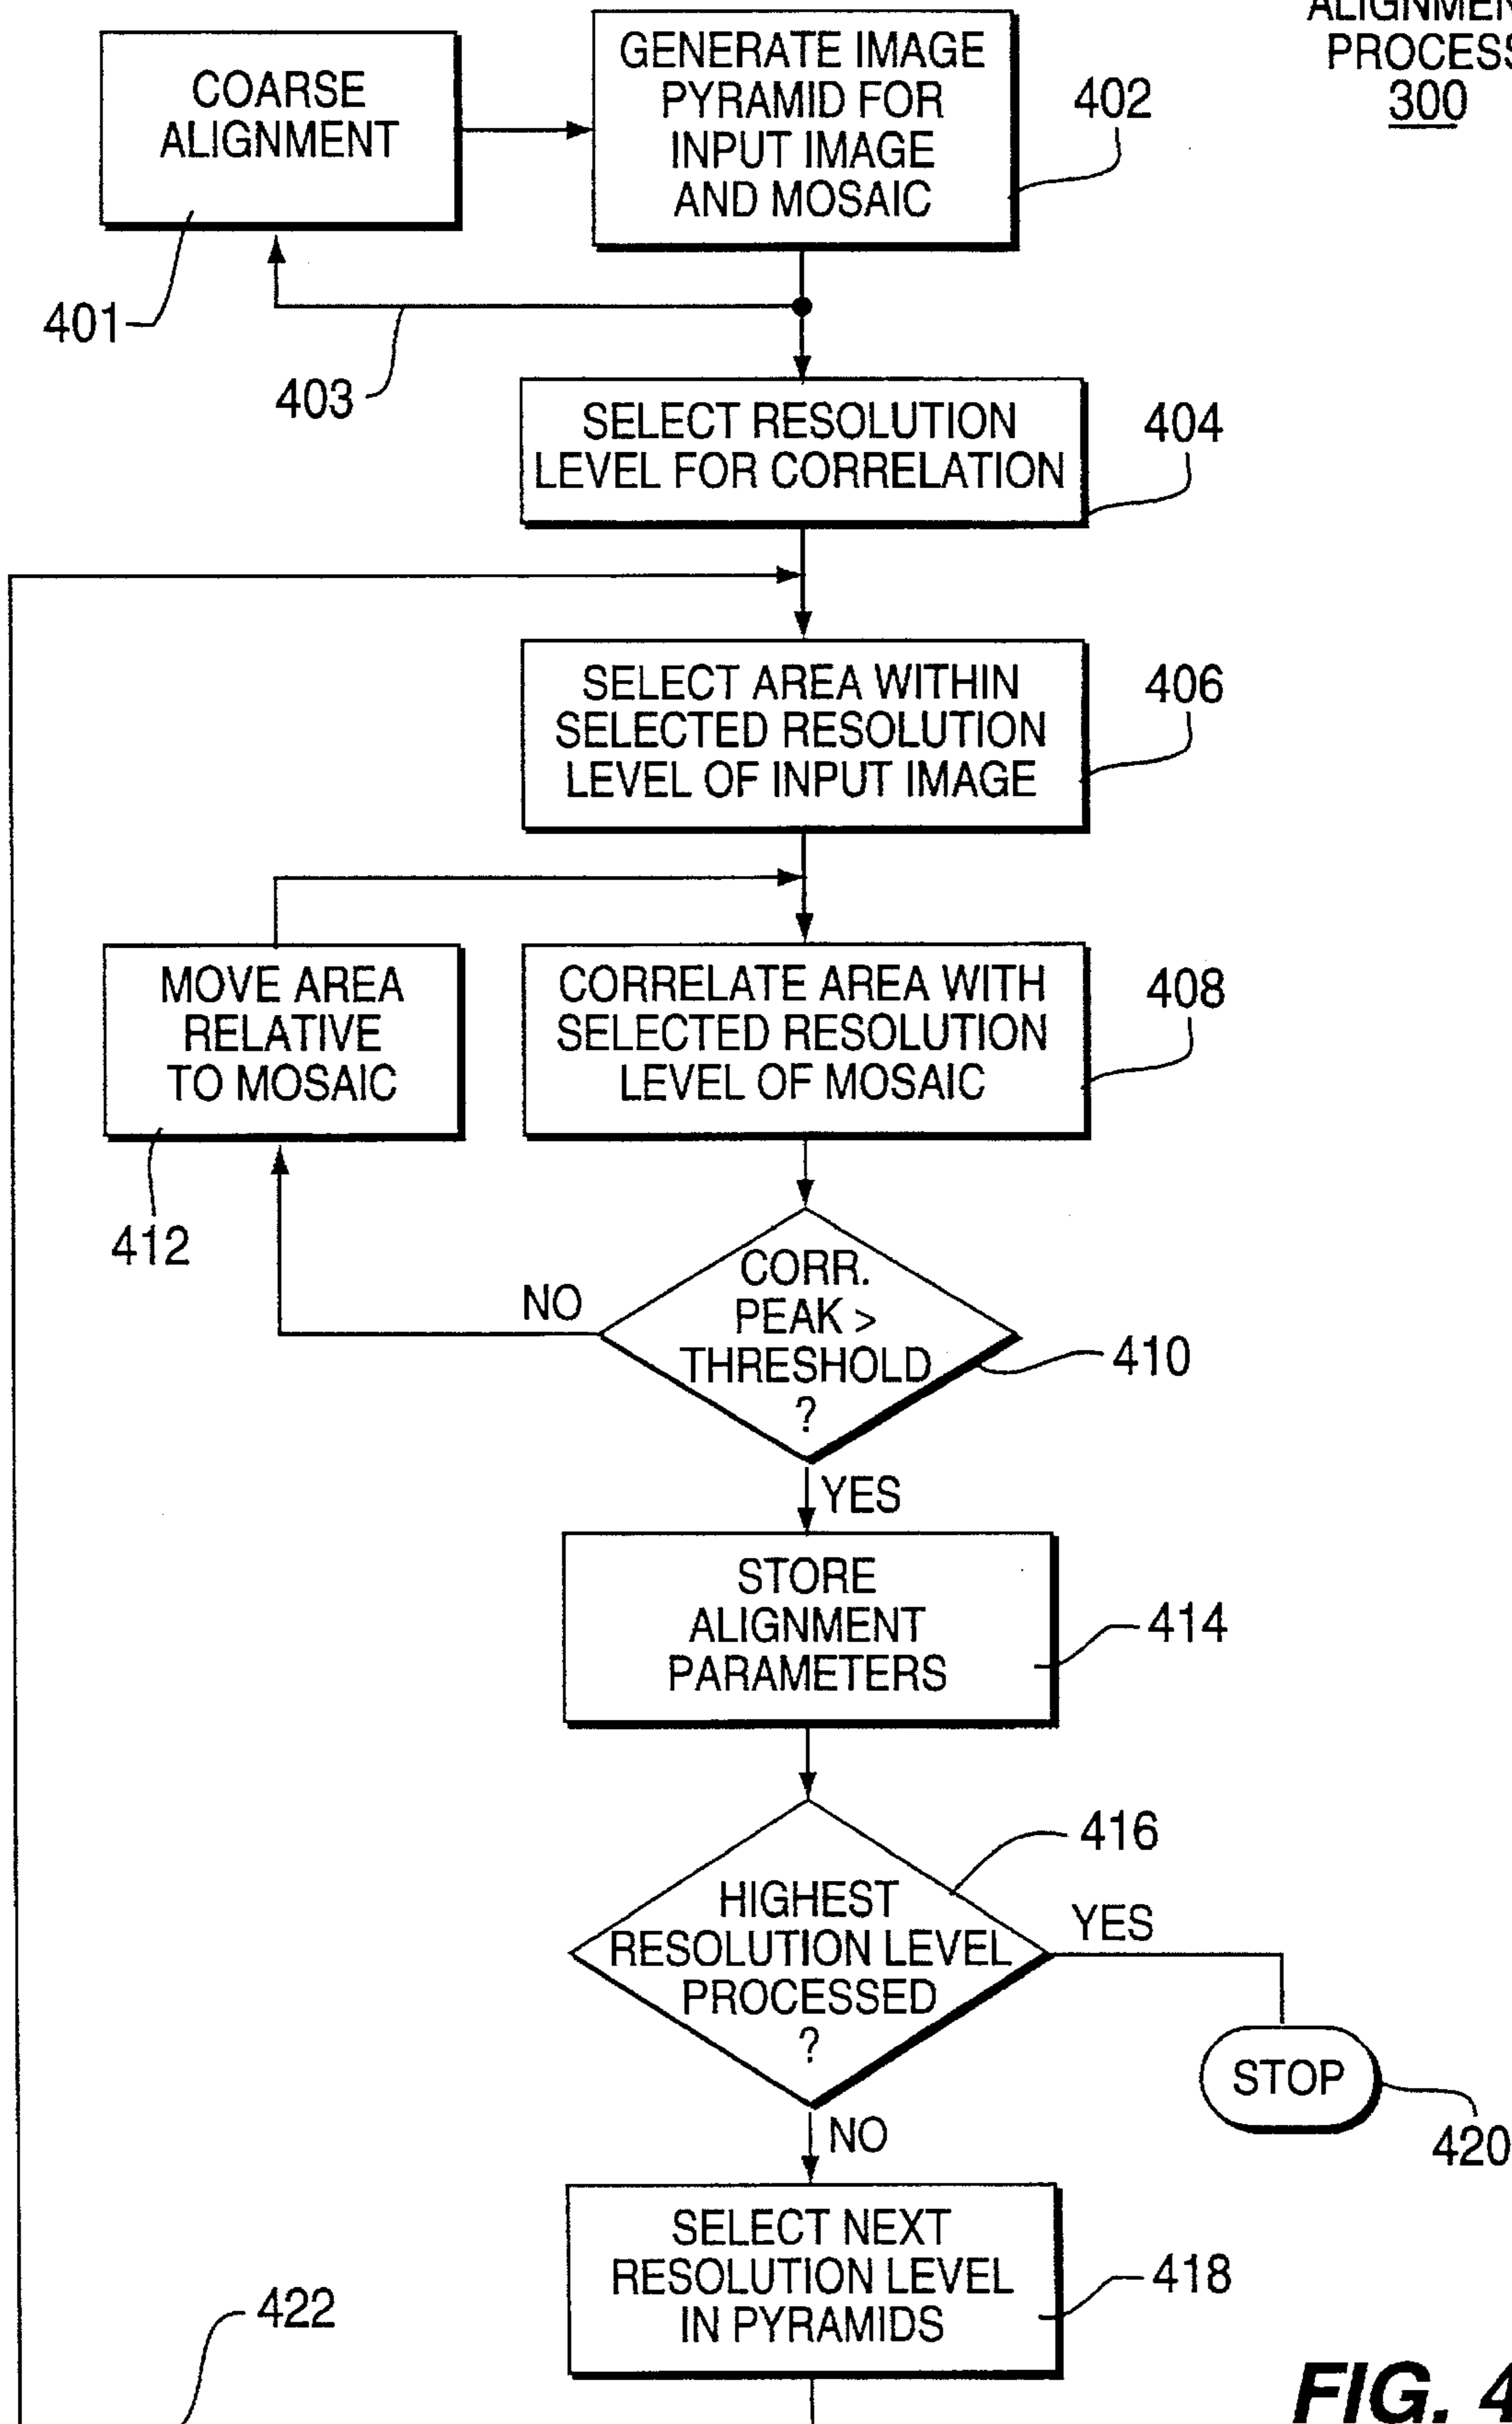 ALIGNMEN
PROCESS
300
COARSE
ALIGNMENT
GENERATE IMAGE
PYRAMID FOR
INPUT IMAGE
AND MOSAIC
402
401
403
SELECT RESOLUTION
LEVEL FOR CORRELATION
404
SELECT AREA WITHIN
SELECTED RESOLUTION
LEVEL OF INPUT IMAGE
406
MOVE AREA
RELATIVE
TO MOSAIC
CORRELATE AREA WITH
SELECTED RESOLUTION
LEVEL OF MOSAIC
408
412
NO
CORR.
PEAK >
THRESHOLD
?
410
YES
STORE
ALIGNMENT
PARAMETERS
414
416
HIGHEST
RESOLUTION LEVEL
PROCESSED
?
YES
STOP
420
NO
SELECT NEXT
RESOLUTION LEVEL
IN PYRAMIDS
418
422
FIG. 4